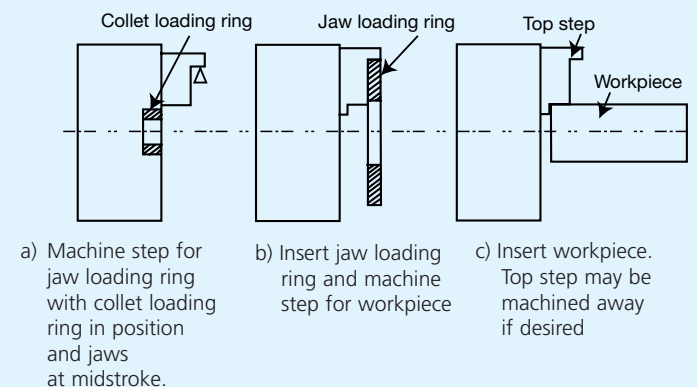 Collet loading ring
Jaw loading ring
Top step
Workpiece
a) Machine step for
jaw loading ring
with collet loading
ring in position
and jaws
at midstroke.
b) Insert jaw loading
ring and machine
step for workpiece
c) Insert workpiece.
Top step may be
machined away
if desired